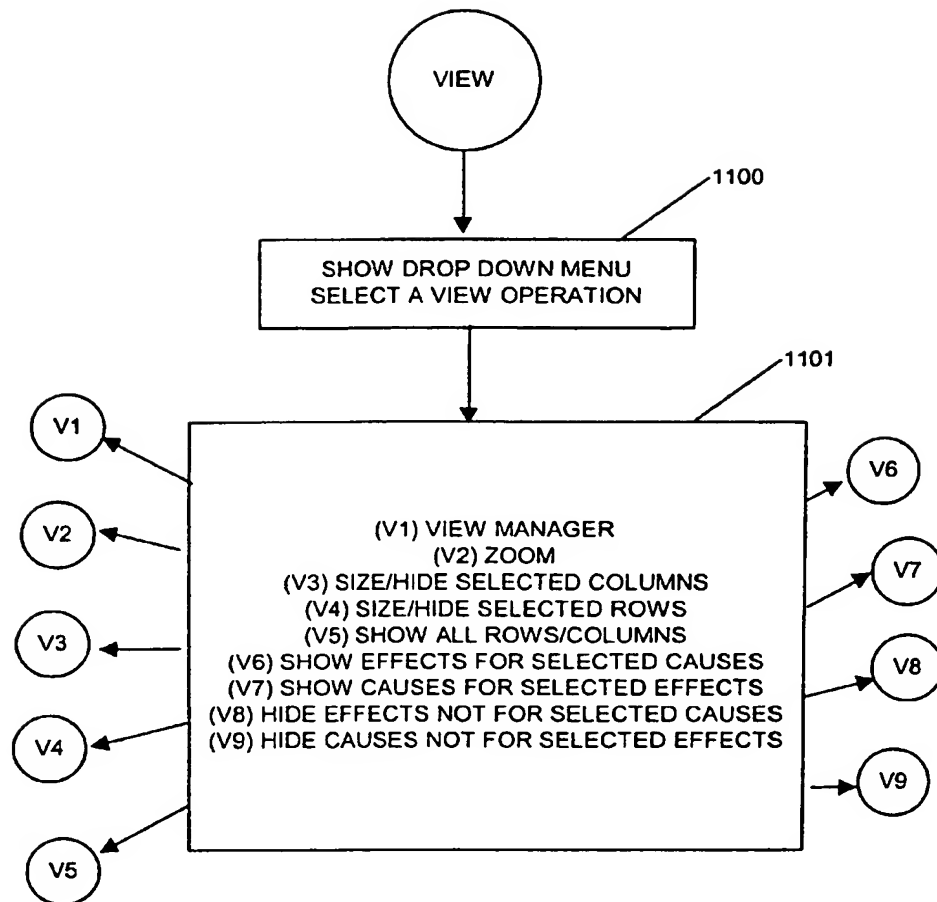 VIEW
1100
SHOW DROP DOWN MENU
SELECT A VIEW OPERATION
1101
V1
V2
V3
V4
V5
(V1) VIEW MANAGER
(V2) ZOOM
(V3) SIZE/HIDE SELECTED COLUMNS
(V4) SIZE/HIDE SELECTED ROWS
(V5) SHOW ALL ROWS/COLUMNS
(V6) SHOW EFFECTS FOR SELECTED CAUSES
(V7) SHOW CAUSES FOR SELECTED EFFECTS
(V8) HIDE EFFECTS NOT FOR SELECTED CAUSES
(V9) HIDE CAUSES NOT FOR SELECTED EFFECTS
V6
V7
V8
V9